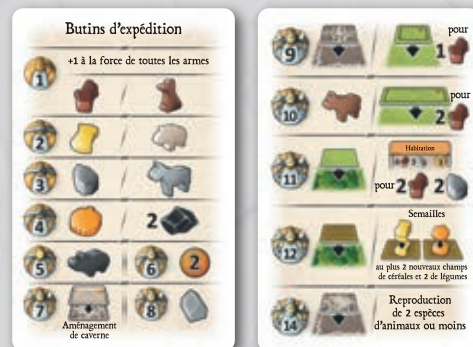 Butins d'expédition
1
+1 à la force de toutes les armes
2
3
4
2
5
6
2
7
8
Aménagement
de caverne
9
pour
1
10
pour
2
11
Habitation
pour 2
2
12
Semailles
au plus 2 nouveaux champs
de céréales et 2 de légumes
14
Reproduction
de 2 espèces
d'animaux ou moins